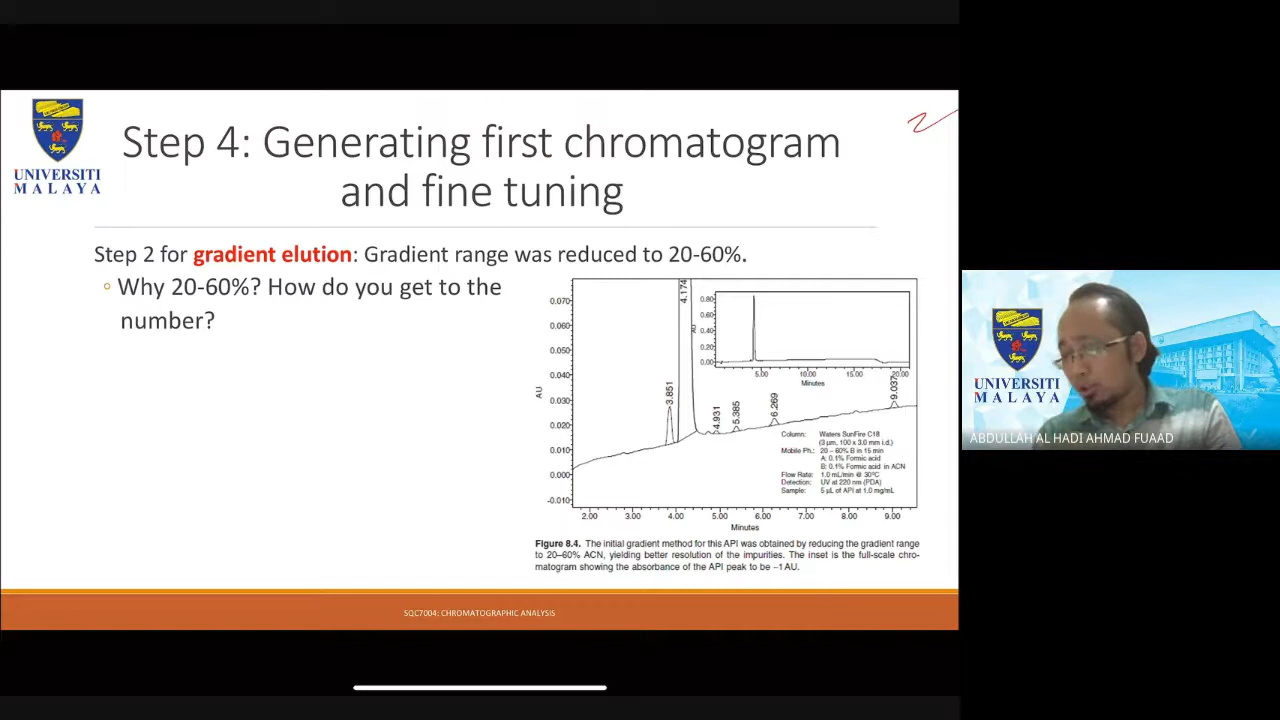 UNIVERSITI
MALAYA
Step 4: Generating first chromatogram
and fine tuning
Step 2 for gradient elution: Gradient range was reduced to 20-60%.
Why 20-60%? How do you get to the
number?
AU
0.070
0.060
0.050
0.040
0.030
0.020
0.010
0.000
-0.010
3.851
4.174
4.931
5.385
6.269
9.037
2.00 3.00 4.00 5.00 6.00 7.00 8.00 9.00
Minutes
AU
0.80
0.60
0.40
0.20
0.00
5.00 10.00 15.00 20.00
Minutes
Column: Waters SunFire C18
(3 µm, 100 x 3.0 mm i.d.)
Mobile Ph.: 20 – 60% B in 15 min
A: 0.1% Formic acid
B: 0.1% Formic acid in ACN
Flow Rate: 1.0 mL/min @ 30°C
Detection: UV at 220 nm (PDA)
Sample: 5 µL of API at 1.0 mg/mL
Figure 8.4. The initial gradient method for this API was obtained by reducing the gradient range
to 20–60% ACN, yielding better resolution of the impurities. The inset is the full-scale chro-
matogram showing the absorbance of the API peak to be ~1 AU.
SQC7004: CHROMATOGRAPHIC ANALYSIS
UNIVERSITI
MALAYA
ABDULLAH AL HADI AHMAD FUAAD